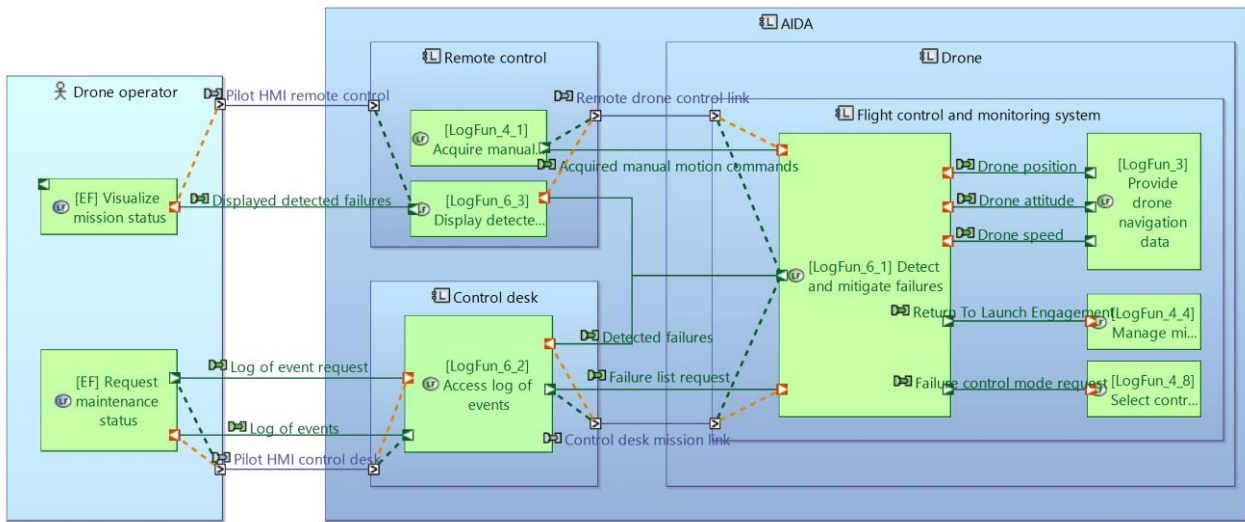 AIDA
Remote control
Drone
Drone operator
Pilot HMI remote control
Remote drone control link
Flight control and monitoring system
[LogFun_4_1]
Acquire manual...
Acquired manual motion commands
Drone position
[LogFun_3]
Provide
drone
navigation
data
[EF] Visualize
mission status
Displayed detected failures
[LogFun_6_3]
Display detecte...
Drone attitude
Drone speed
[LogFun_6_1] Detect
and mitigate failures
Control desk
Return To Launch Engagement
[LogFun_4_4]
Manage mi...
Detected failures
[EF] Request
maintenance
status
Log of event request
[LogFun_6_2]
Access log of
events
Failure list request
Failure control mode request
[LogFun_4_8]
Select contr...
Log of events
Control desk mission link
Pilot HMI control desk